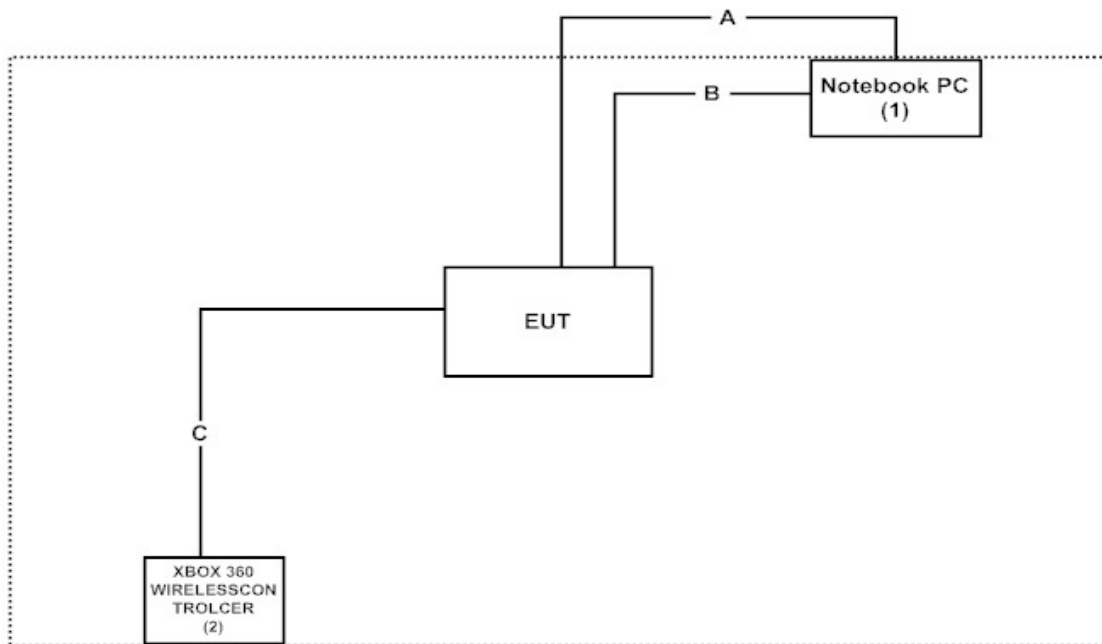 A
Notebook PC
(1)
B
EUT
C
XBOX 360
WIRELESSCON
TROLCER
(2)